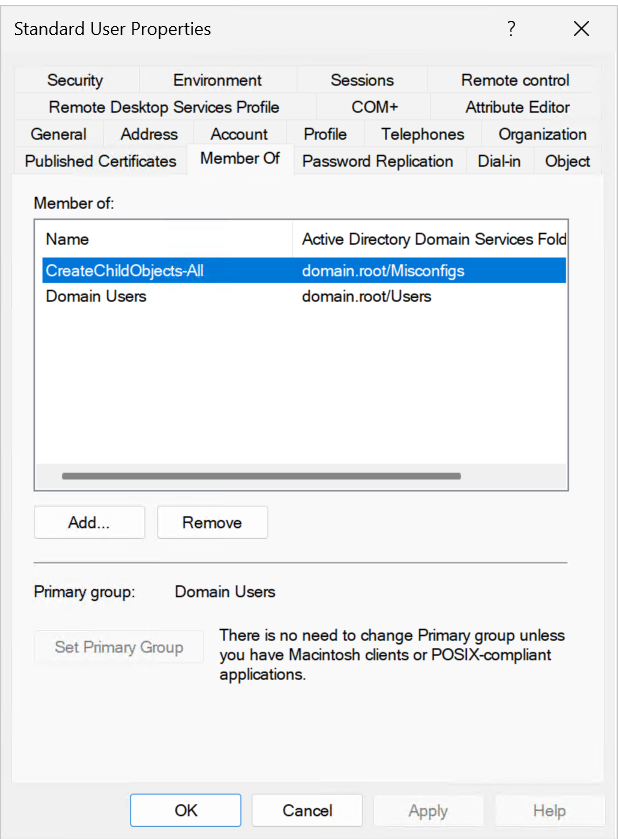 Standard User Properties ?
Security Environment Sessions Remote control
Remote Desktop Services Profile COM+ Attribute Editor
General Address Account Profile Telephones Organization
Published Certificates Member Of Password Replication Dial-in Object
Member of:
Name Active Directory Domain Services Fold
CreateChildObjects-All domain.root/Misconfigs
Domain Users domain.root/Users
Add... Remove
Primary group: Domain Users
Set Primary Group
There is no need to change Primary group unless
you have Macintosh clients or POSIX-compliant
applications.
OK Cancel Apply Help